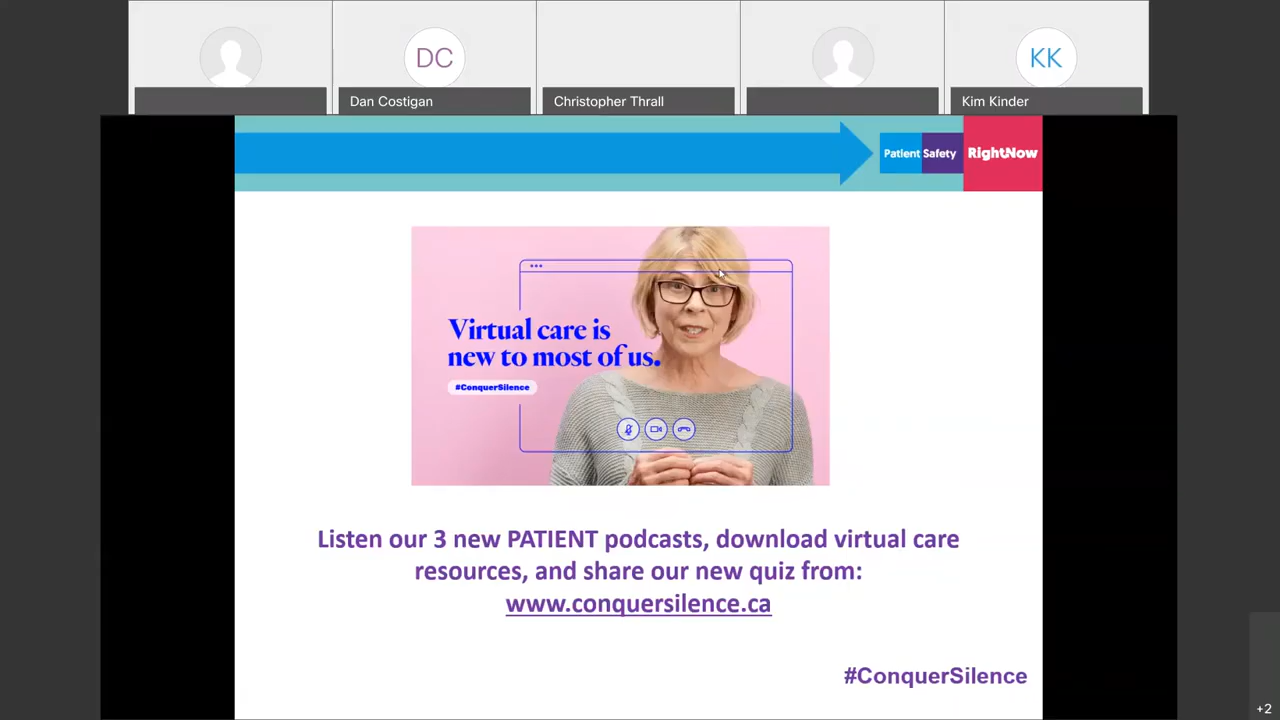 DC
KK
Dan Costigan
Christopher Thrall
Kim Kinder
Patient Safety
RightNow
Virtual care is
new to most of us.
#ConquerSilence
Listen our 3 new PATIENT podcasts, download virtual care
resources, and share our new quiz from:
www.conquersilence.ca
#ConquerSilence
+2